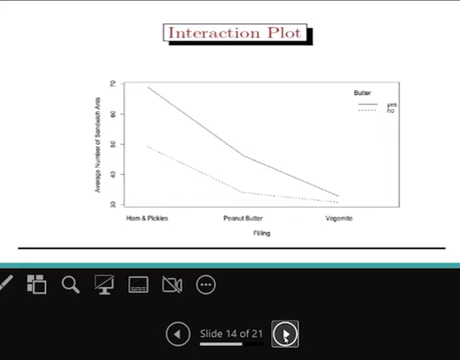 Interaction Plot
70
60
50
40
30
Average Number of Sandwich Ants
Butter
yes
no
Ham & Pickles Peanut Butter Vegemite
Filling
Slide 14 of 21